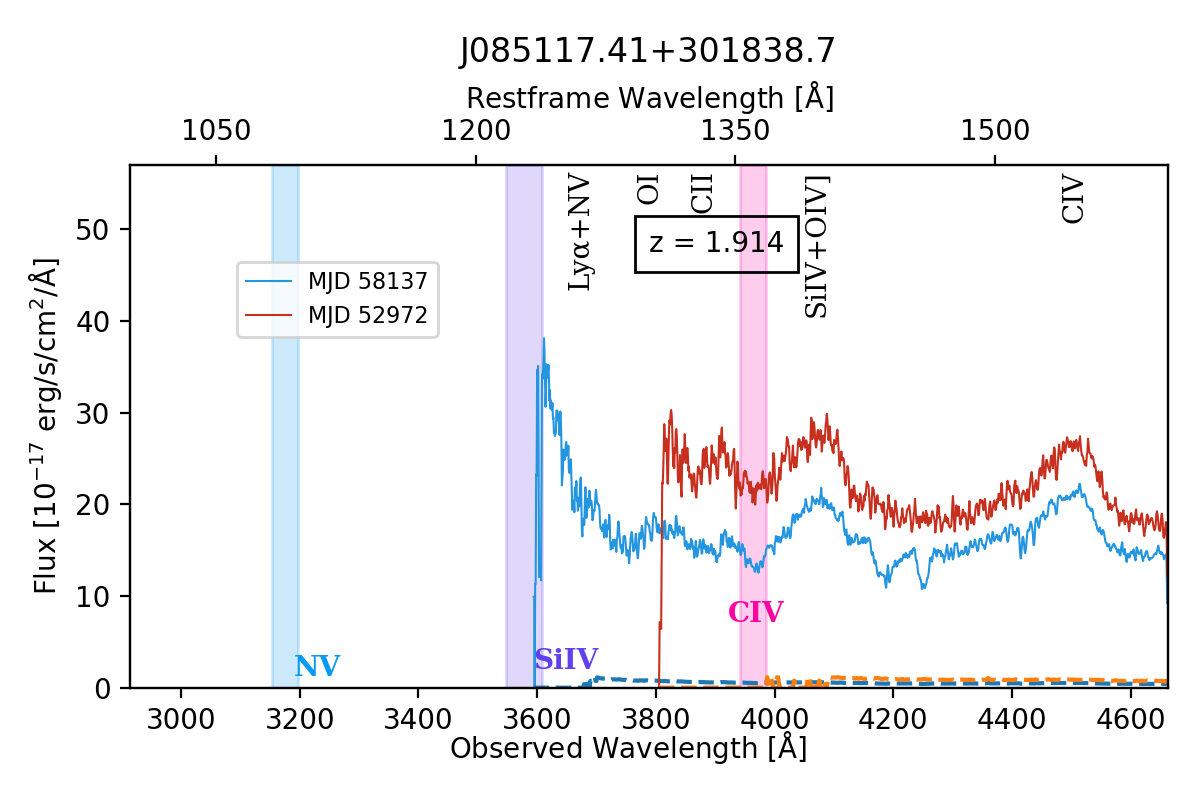 J085117.41+301838.7
Restframe Wavelength [Å]
1050 1200 1350 1500
Lyα+NV
OI
CII
SiIV+OIV]
CIV
z = 1.914
MJD 58137
MJD 52972
Flux [10⁻¹⁷ erg/s/cm²/Å]
50
40
30
20
10
0
NV
SiIV
CIV
3000 3200 3400 3600 3800 4000 4200 4400 4600
Observed Wavelength [Å]